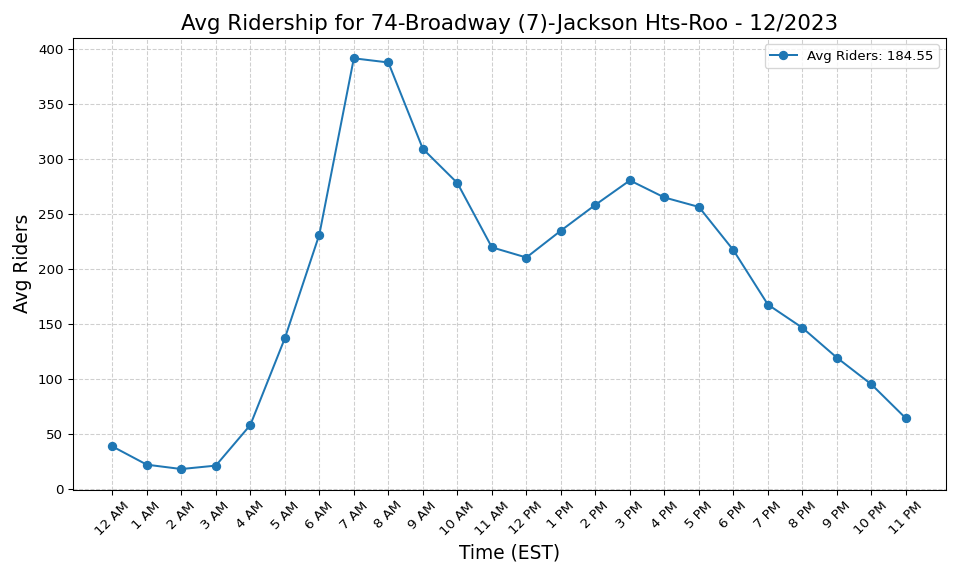 Avg Ridership for 74-Broadway (7)-Jackson Hts-Roo - 12/2023
Avg Riders: 184.55
Avg Riders
400
350
300
250
200
150
100
50
0
12 AM
1 AM
2 AM
3 AM
4 AM
5 AM
6 AM
7 AM
8 AM
9 AM
10 AM
11 AM
12 PM
1 PM
2 PM
3 PM
4 PM
5 PM
6 PM
7 PM
8 PM
9 PM
10 PM
11 PM
Time (EST)